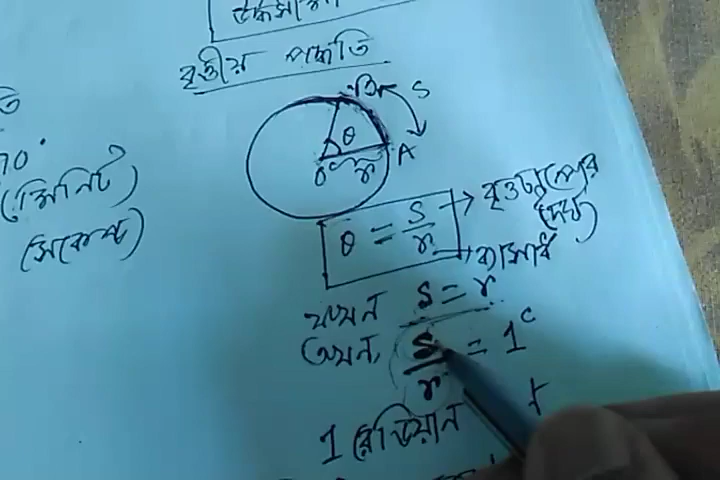 বৃত্তীয় পদ্ধতি
B S
θ
O r A
θ = s/r → বৃত্তচাপের দৈর্ঘ্য
→ ব্যাসার্ধ
যখন s = r
তখন, s/r = 1ᶜ
1 রেডিয়ান
(মিনিট)
সেকেন্ড)